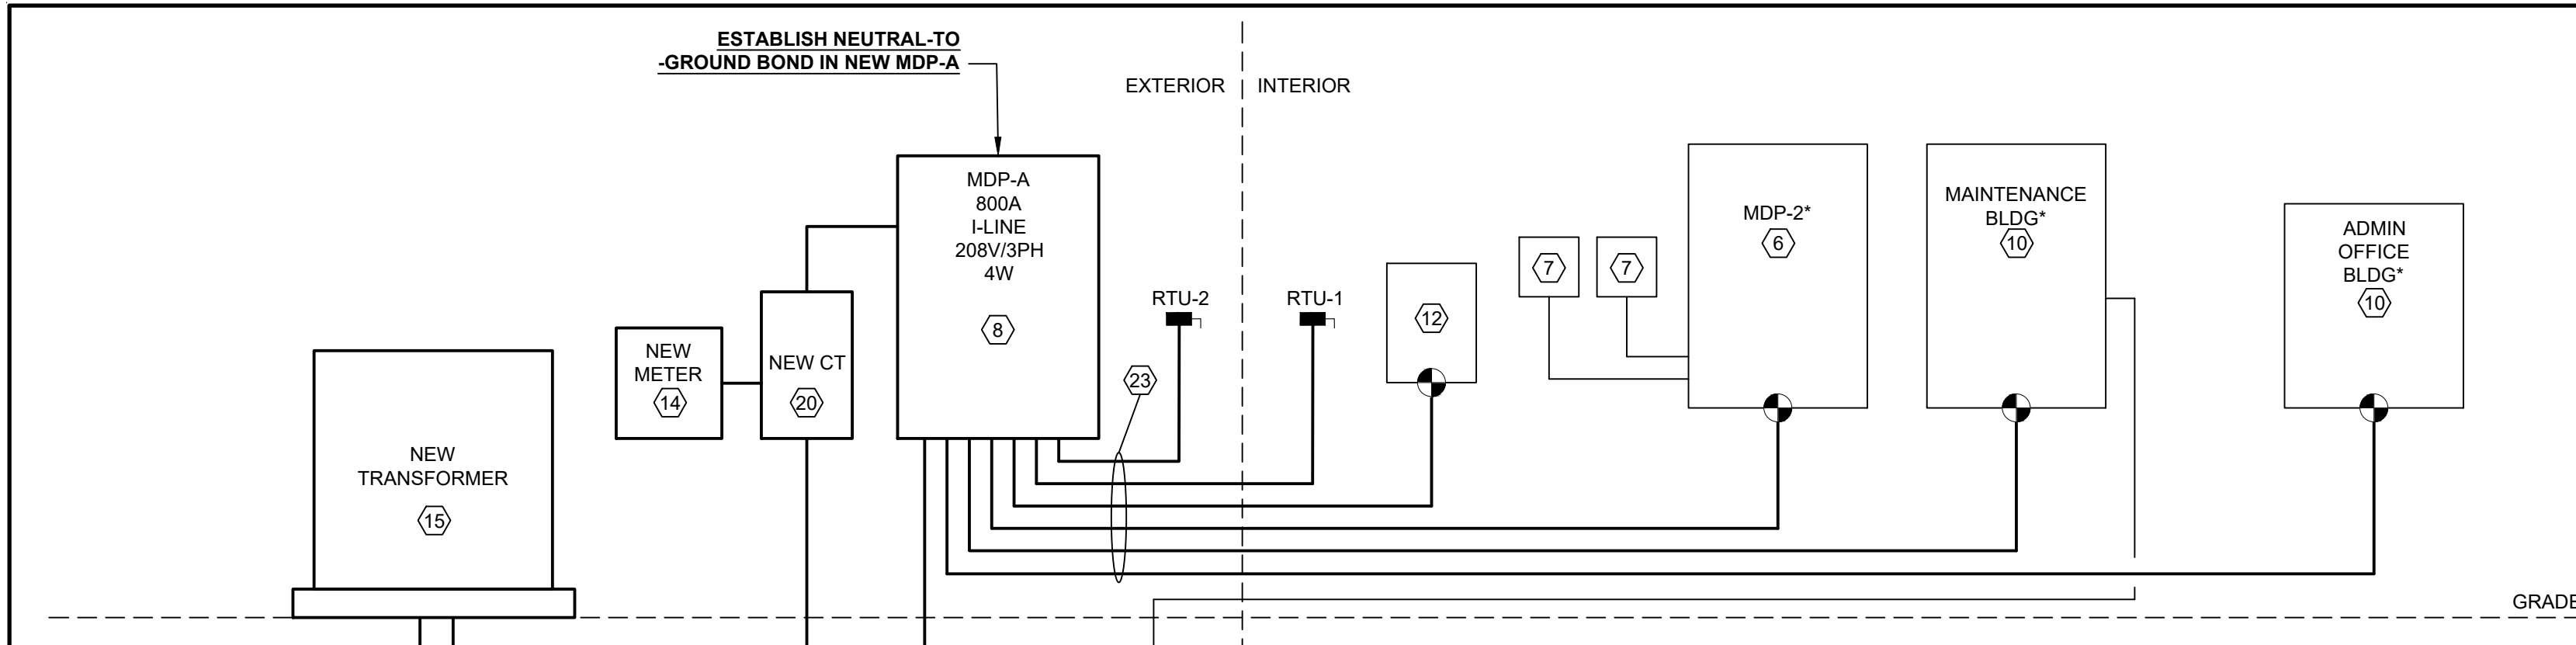 ESTABLISH NEUTRAL-TO
-GROUND BOND IN NEW MDP-A
EXTERIOR
INTERIOR
MDP-A
800A
I-LINE
208V/3PH
4W
8
NEW
TRANSFORMER
15
NEW
METER
14
NEW CT
20
23
RTU-2
RTU-1
12
7
7
MDP-2*
6
MAINTENANCE
BLDG*
10
ADMIN
OFFICE
BLDG*
10
GRADE